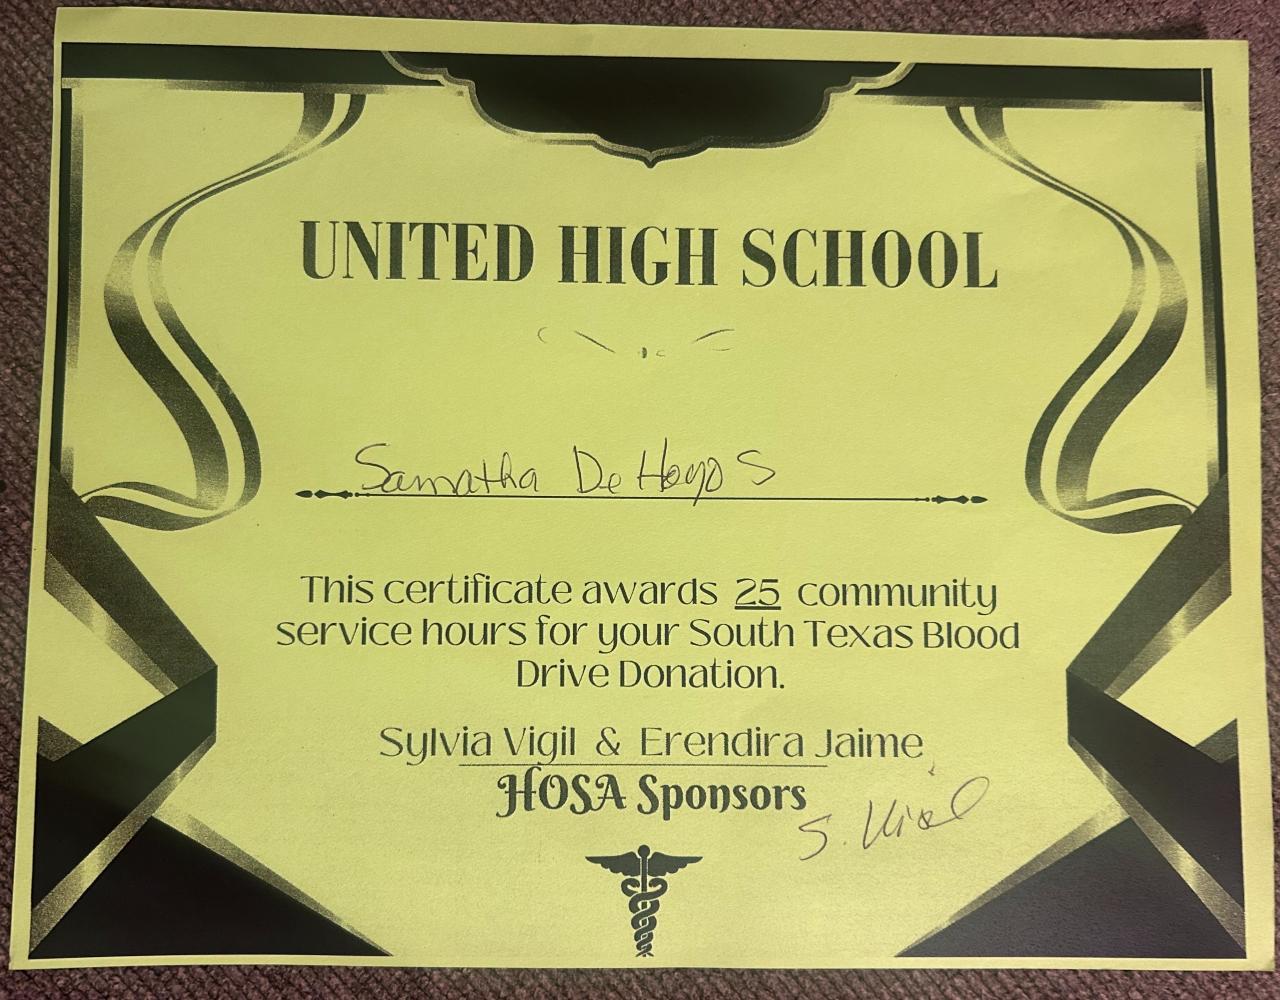 UNITED HIGH SCHOOL
Samatha De Hoyos
This certificate awards 25 community
service hours for your South Texas Blood
Drive Donation.
Sylvia Vigil & Erendira Jaime
HOSA Sponsors
S. Vigil